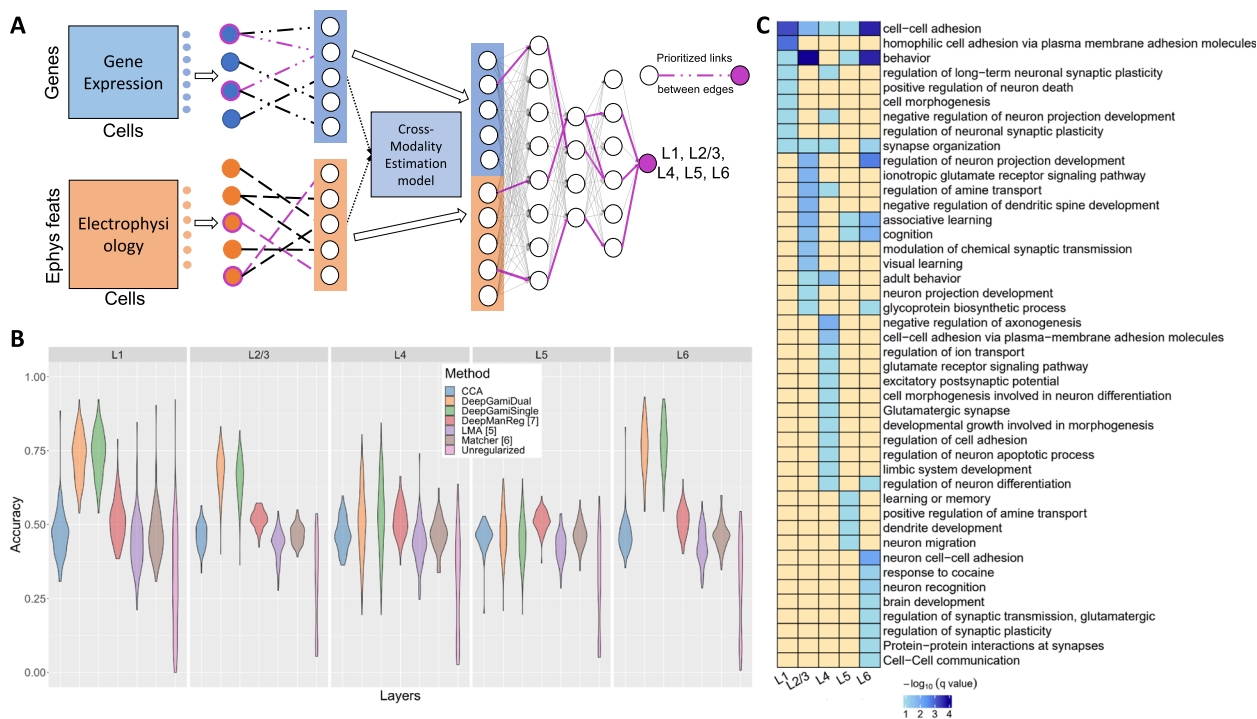 A
Genes
Gene
Expression
Cells
Ephys feats
Electrophysi
ology
Cells
Cross-
Modality
Estimation
model
Prioritized links
between edges
L1, L2/3,
L4, L5, L6
B
L1
L2/3
L4
L5
L6
Accuracy
1.00
0.75
0.50
0.25
0.00
Method
CCA
DeepGamiDual
DeepGamiSingle
DeepManReg [7]
LMA [5]
Matcher [6]
Unregularized
Layers
C
cell−cell adhesion
homophilic cell adhesion via plasma membrane adhesion molecules
behavior
regulation of long−term neuronal synaptic plasticity
positive regulation of neuron death
cell morphogenesis
negative regulation of neuron projection development
regulation of neuronal synaptic plasticity
synapse organization
regulation of neuron projection development
ionotropic glutamate receptor signaling pathway
regulation of amine transport
negative regulation of dendritic spine development
associative learning
cognition
modulation of chemical synaptic transmission
visual learning
adult behavior
neuron projection development
glycoprotein biosynthetic process
negative regulation of axonogenesis
cell−cell adhesion via plasma−membrane adhesion molecules
regulation of ion transport
glutamate receptor signaling pathway
excitatory postsynaptic potential
cell morphogenesis involved in neuron differentiation
Glutamatergic synapse
developmental growth involved in morphogenesis
regulation of cell adhesion
regulation of neuron apoptotic process
limbic system development
regulation of neuron differentiation
learning or memory
positive regulation of amine transport
dendrite development
neuron migration
neuron cell−cell adhesion
response to cocaine
neuron recognition
brain development
regulation of synaptic transmission, glutamatergic
regulation of synaptic plasticity
Protein−protein interactions at synapses
Cell−Cell communication
L1 L2/3 L4 L5 L6
−log10 (q value)
1 2 3 4